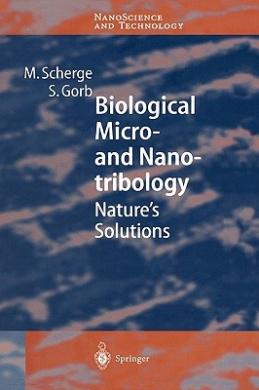 NanoScience
and Technology
M. Scherge
S. Gorb
Biological
Micro-
and Nano-
tribology
Nature's
Solutions
Springer